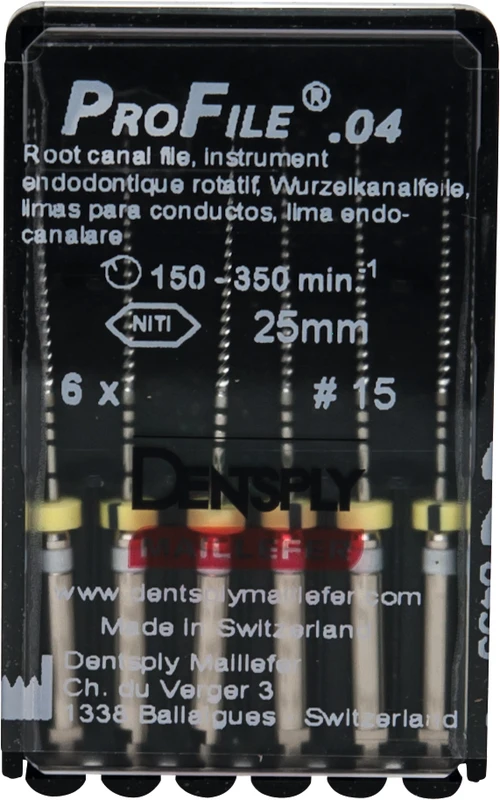 ProFile® .04
Root canal file, instrument
endodontique rotatif, Wurzelkanalfeile,
limas para conductos, lima endo-
canalare
150 - 350 min.-1
NITI 25mm
6 x # 15
DENTSPLY
MAILLEFER
www.dentsplymaillefer.com
Made in Switzerland
Dentsply Maillefer
Ch. du Verger 3
1338 Ballaigues Switzerland